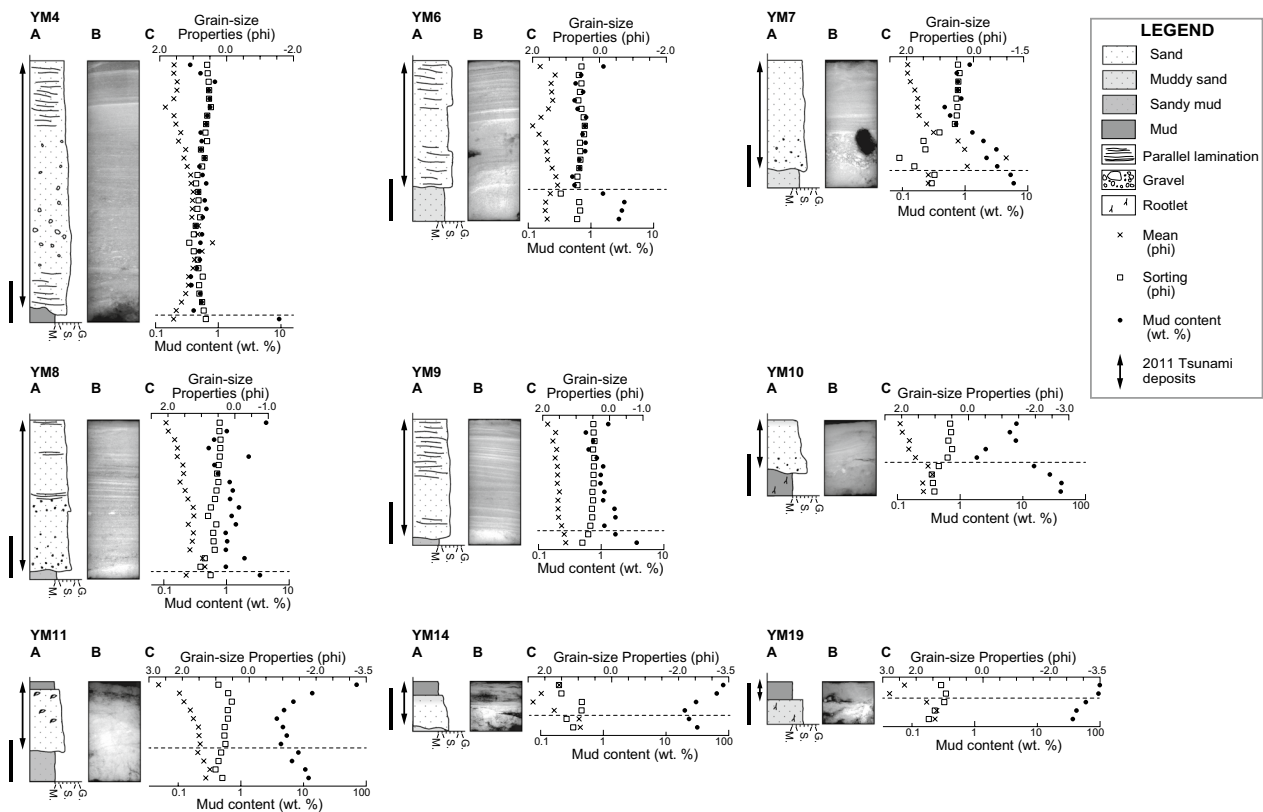 YM4
A B C
Grain-size
Properties (phi)
2.0 0.0 -2.0
M. S. G.
0.1 1 10
Mud content (wt. %)
YM6
A B C
Grain-size
Properties (phi)
2.0 0.0 -2.0
M. S. G.
0.1 1 10
Mud content (wt. %)
YM7
A B C
Grain-size
Properties (phi)
2.0 0.0 -1.5
M. S. G.
0.1 1 10
Mud content (wt. %)
LEGEND
Sand
Muddy sand
Sandy mud
Mud
Parallel lamination
Gravel
Rootlet
Mean
(phi)
Sorting
(phi)
Mud content
(wt. %)
2011 Tsunami
deposits
YM8
A B C
Grain-size
Properties (phi)
2.0 0.0 -1.0
M. S. G.
0.1 1 10
Mud content (wt. %)
YM9
A B C
Grain-size
Properties (phi)
2.0 0.0 -1.0
M. S. G.
0.1 1 10
Mud content (wt. %)
YM10
A B C
Grain-size Properties (phi)
2.0 0.0 -2.0 -3.0
M. S. G.
0.1 1 10 100
Mud content (wt. %)
YM11
A B C
Grain-size Properties (phi)
3.0 2.0 0.0 -2.0 -3.5
M. S. G.
0.1 1 10 100
Mud content (wt. %)
YM14
A B C
Grain-size Properties (phi)
2.0 0.0 -2.0 -3.5
M. S. G.
0.1 1 10 100
Mud content (wt. %)
YM19
A B C
Grain-size Properties (phi)
2.0 0.0 -2.0 -3.5
M. S. G.
0.1 1 10 100
Mud content (wt. %)